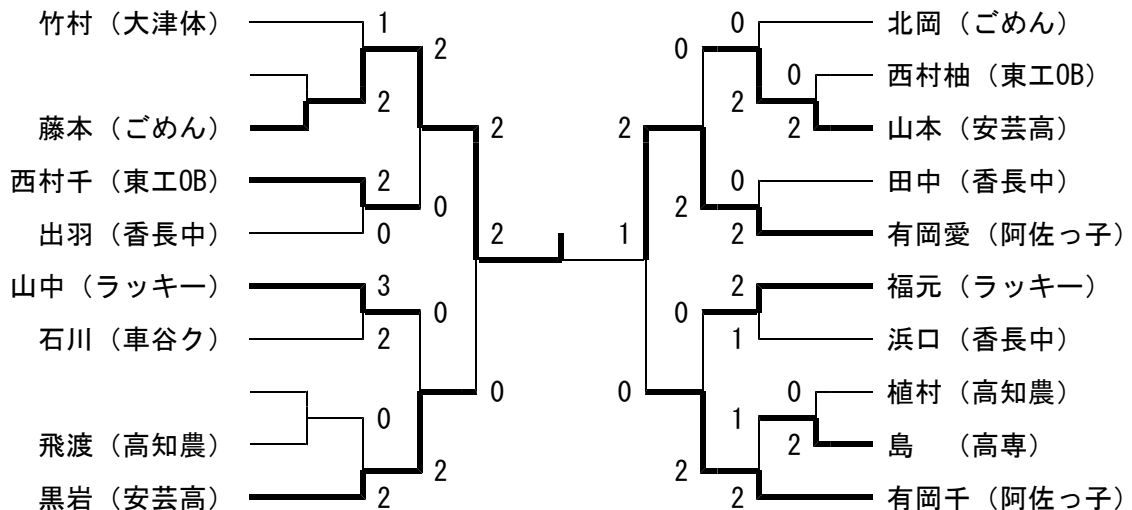 竹村（大津体）
1
2
2
藤本（ごめん）
2
西村千（東工OB）
2
0
出羽（香長中）
0
2
山中（ラッキー）
3
0
石川（車谷ク）
2
0
0
飛渡（高知農）
2
黒岩（安芸高）
2
0
北岡（ごめん）
0
0
西村柚（東工OB）
2
2
山本（安芸高）
2
0
田中（香長中）
2
2
有岡愛（阿佐っ子）
1
2
福元（ラッキー）
0
1
浜口（香長中）
0
0
植村（高知農）
1
2
島　（高専）
2
2
有岡千（阿佐っ子）